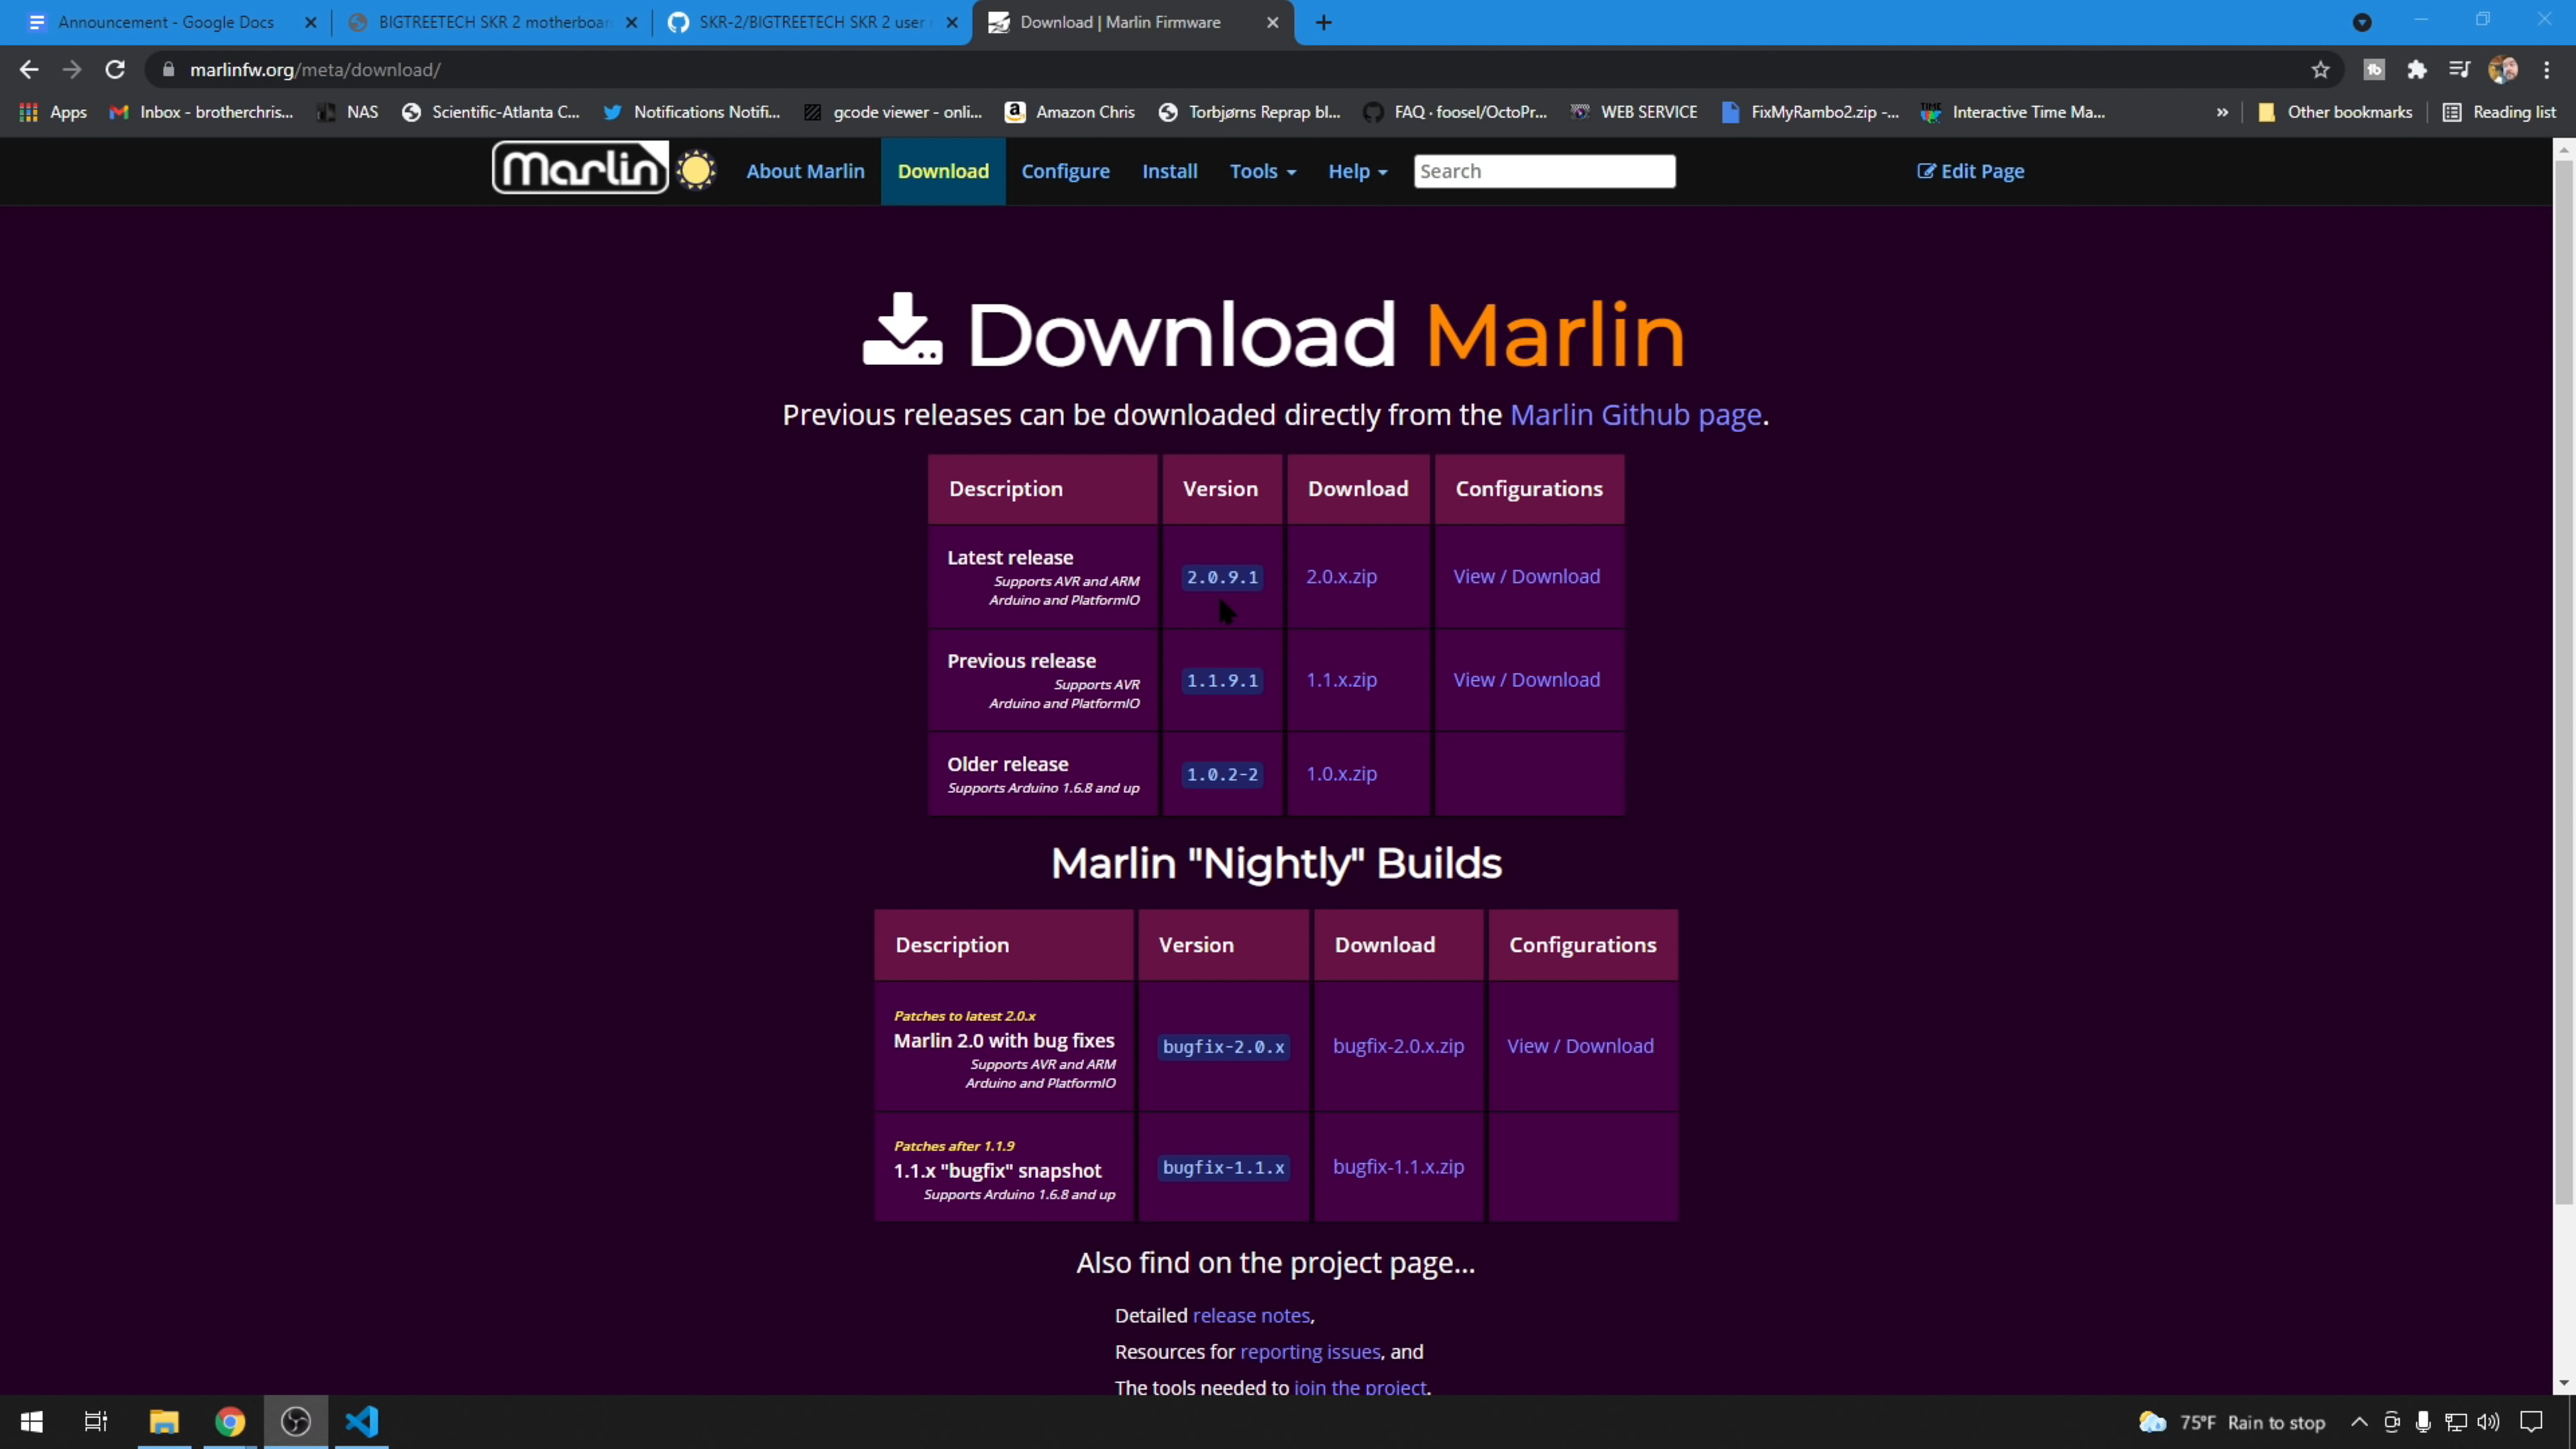 Announcement - Google Docs
BIGTREETECH SKR 2 motherboar
SKR-2/BIGTREETECH SKR 2 user
Download | Marlin Firmware
marlinfw.org/meta/download/
Apps
Inbox - brotherchris...
NAS
Scientific-Atlanta C...
Notifications Notifi...
gcode viewer - onli...
Amazon Chris
Torbjørns Reprap bl...
FAQ · foosel/OctoPr...
WEB SERVICE
FixMyRambo2.zip -...
Interactive Time Ma...
»
Other bookmarks
Reading list
Marlin
About Marlin
Download
Configure
Install
Tools
Help
Search
Edit Page
Download Marlin
Previous releases can be downloaded directly from the Marlin Github page.
Description Version Download Configurations
Latest release
Supports AVR and ARM
Arduino and PlatformIO
2.0.9.1 2.0.x.zip View / Download
Previous release
Supports AVR
Arduino and PlatformIO
1.1.9.1 1.1.x.zip View / Download
Older release
Supports Arduino 1.6.8 and up
1.0.2-2 1.0.x.zip
Marlin "Nightly" Builds
Description Version Download Configurations
Patches to latest 2.0.x
Marlin 2.0 with bug fixes
Supports AVR and ARM
Arduino and PlatformIO
bugfix-2.0.x bugfix-2.0.x.zip View / Download
Patches after 1.1.9
1.1.x "bugfix" snapshot
Supports Arduino 1.6.8 and up
bugfix-1.1.x bugfix-1.1.x.zip
Also find on the project page...
Detailed release notes,
Resources for reporting issues, and
The tools needed to join the project.
75°F Rain to stop